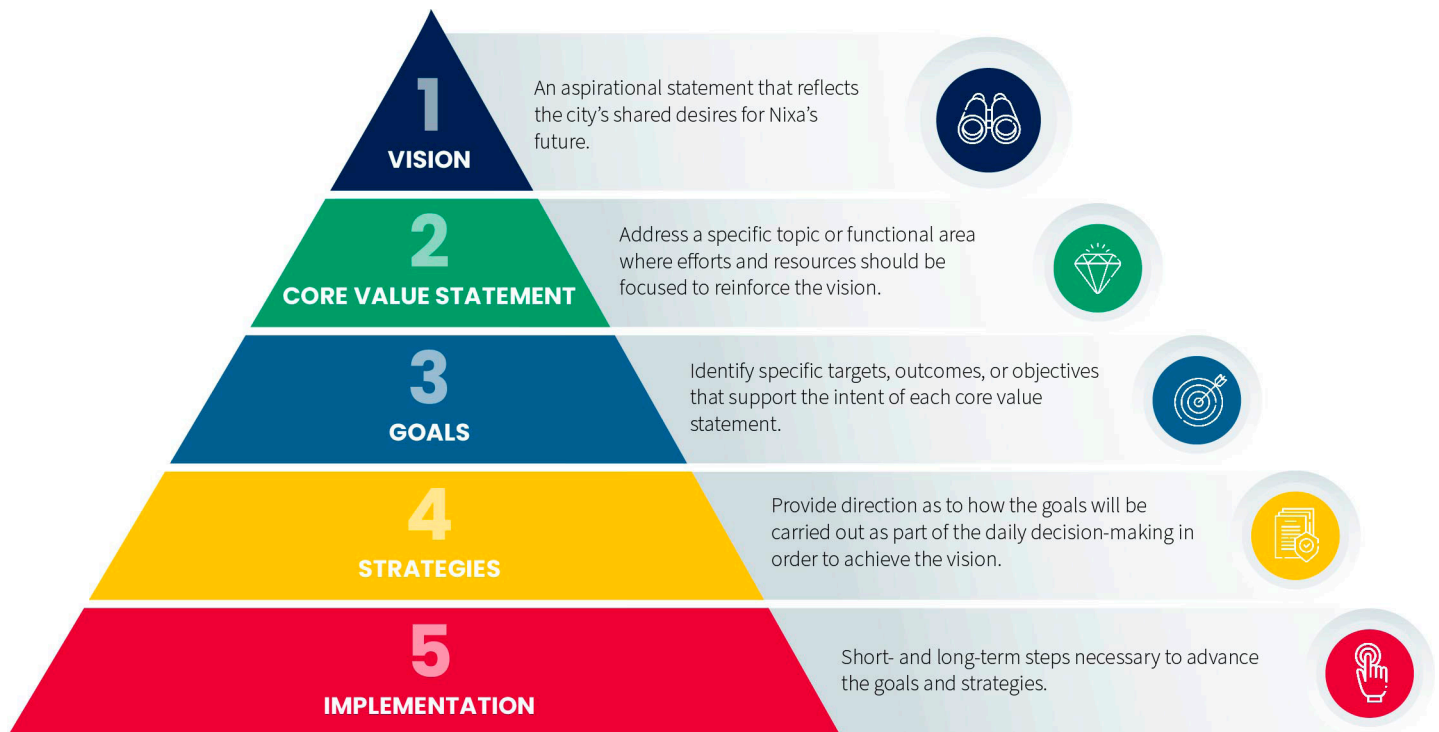 1
VISION
An aspirational statement that reflects
the city’s shared desires for Nixa’s
future.
2
CORE VALUE STATEMENT
Address a specific topic or functional area
where efforts and resources should be
focused to reinforce the vision.
3
GOALS
Identify specific targets, outcomes, or objectives
that support the intent of each core value
statement.
4
STRATEGIES
Provide direction as to how the goals will be
carried out as part of the daily decision-making in
order to achieve the vision.
5
IMPLEMENTATION
Short- and long-term steps necessary to advance
the goals and strategies.